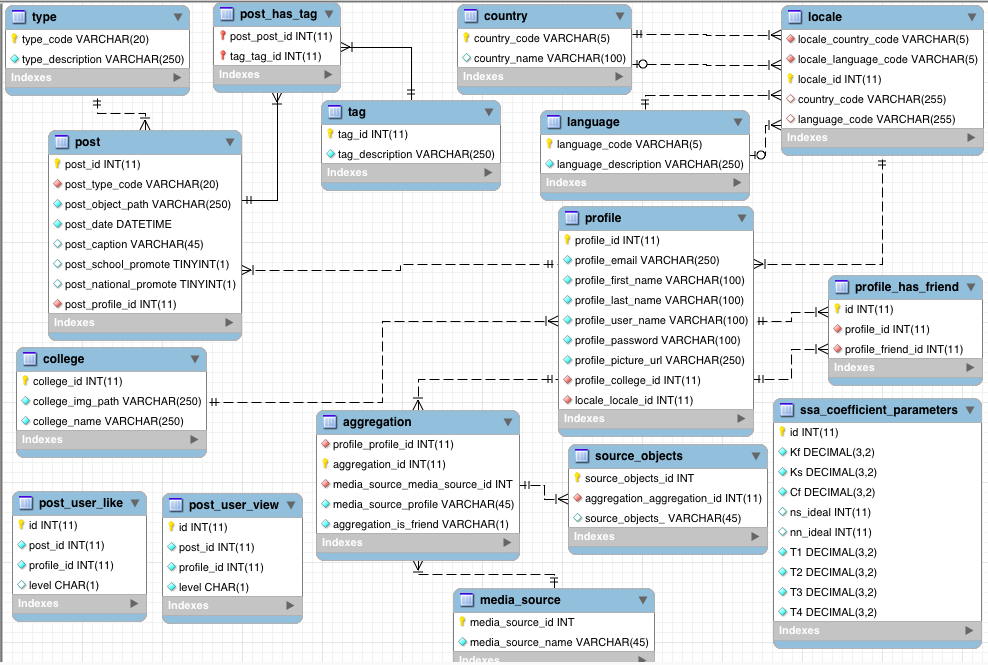 type
type_code VARCHAR(20)
type_description VARCHAR(250)
Indexes
post_has_tag
post_post_id INT(11)
tag_tag_id INT(11)
Indexes
country
country_code VARCHAR(5)
country_name VARCHAR(100)
Indexes
locale
locale_country_code VARCHAR(5)
locale_language_code VARCHAR(5)
locale_id INT(11)
country_code VARCHAR(255)
language_code VARCHAR(255)
Indexes
tag
tag_id INT(11)
tag_description VARCHAR(250)
Indexes
language
language_code VARCHAR(5)
language_description VARCHAR(250)
Indexes
post
post_id INT(11)
post_type_code VARCHAR(20)
post_object_path VARCHAR(250)
post_date DATETIME
post_caption VARCHAR(45)
post_school_promote TINYINT(1)
post_national_promote TINYINT(1)
post_profile_id INT(11)
Indexes
profile
profile_id INT(11)
profile_email VARCHAR(250)
profile_first_name VARCHAR(100)
profile_last_name VARCHAR(100)
profile_user_name VARCHAR(100)
profile_password VARCHAR(100)
profile_picture_url VARCHAR(250)
profile_college_id INT(11)
locale_locale_id INT(11)
Indexes
profile_has_friend
id INT(11)
profile_id INT(11)
profile_friend_id INT(11)
Indexes
college
college_id INT(11)
college_img_path VARCHAR(250)
college_name VARCHAR(250)
Indexes
aggregation
profile_profile_id INT(11)
aggregation_id INT(11)
media_source_media_source_id INT
media_source_profile VARCHAR(45)
aggregation_is_friend VARCHAR(1)
Indexes
source_objects
source_objects_id INT
aggregation_aggregation_id INT(11)
source_objects_ VARCHAR(45)
Indexes
ssa_coefficient_parameters
id INT(11)
Kf DECIMAL(3,2)
Ks DECIMAL(3,2)
Cf DECIMAL(3,2)
ns_ideal INT(11)
nn_ideal INT(11)
T1 DECIMAL(3,2)
T2 DECIMAL(3,2)
T3 DECIMAL(3,2)
T4 DECIMAL(3,2)
Indexes
post_user_like
id INT(11)
post_id INT(11)
profile_id INT(11)
level CHAR(1)
Indexes
post_user_view
id INT(11)
post_id INT(11)
profile_id INT(11)
level CHAR(1)
Indexes
media_source
media_source_id INT
media_source_name VARCHAR(45)
Indexes